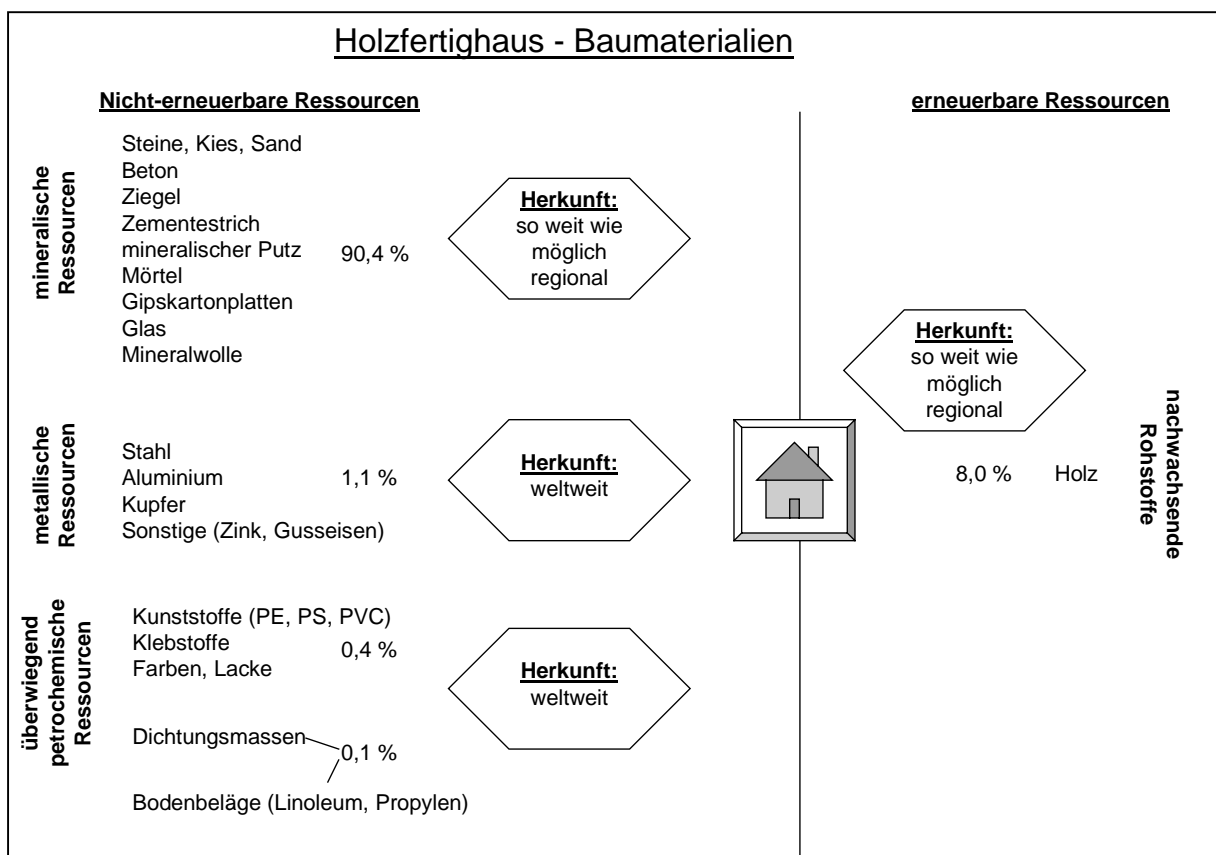 Holzfertighaus - Baumaterialien
Nicht-erneuerbare Ressourcen
erneuerbare Ressourcen
mineralische
Ressourcen
Steine, Kies, Sand
Beton
Ziegel
Zementestrich
mineralischer Putz
90,4 %
Mörtel
Gipskartonplatten
Glas
Mineralwolle
Herkunft:
so weit wie
möglich
regional
metallische
Ressourcen
Stahl
Aluminium
1,1 %
Kupfer
Sonstige (Zink, Gusseisen)
Herkunft:
weltweit
überwiegend
petrochemische
Ressourcen
Kunststoffe (PE, PS, PVC)
Klebstoffe
0,4 %
Farben, Lacke
Dichtungsmassen
0,1 %
Bodenbeläge (Linoleum, Propylen)
Herkunft:
weltweit
Herkunft:
so weit wie
möglich
regional
8,0 %
Holz
nachwachsende
Rohstoffe